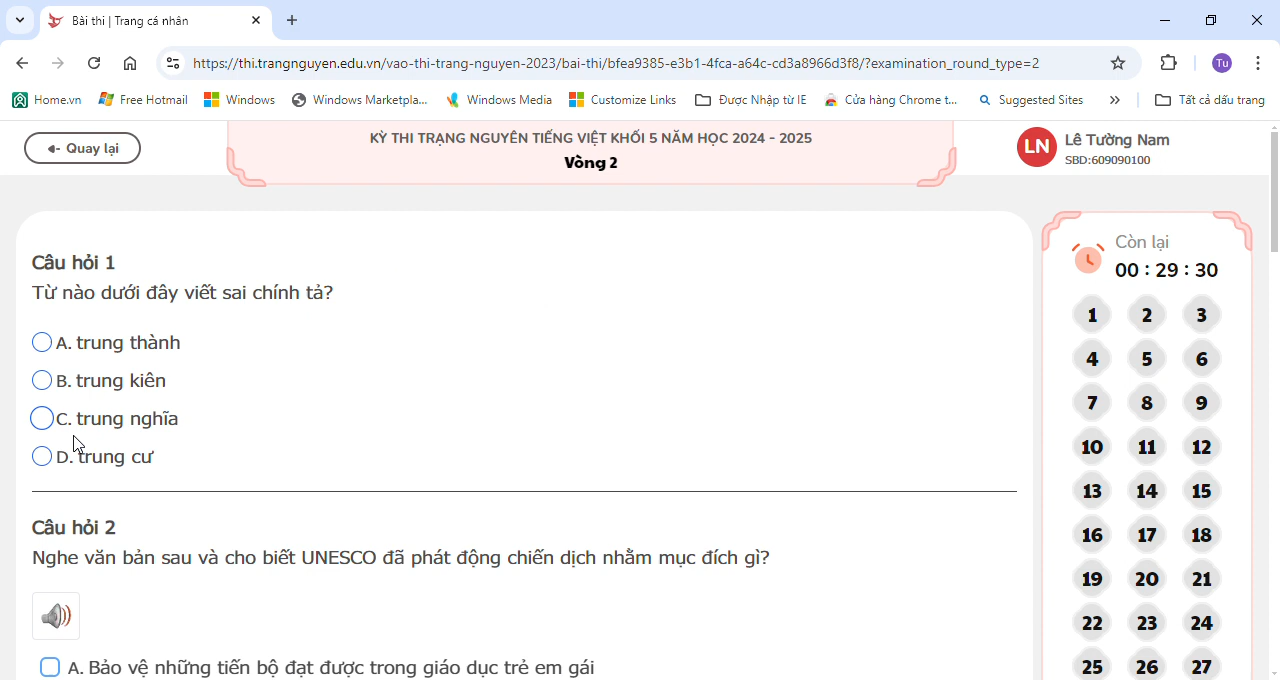 Bài thi | Trang cá nhân
https://thi.trangnguyen.edu.vn/vao-thi-trang-nguyen-2023/bai-thi/bfea9385-e3b1-4fca-a64c-cd3a8966d3f8/?examination_round_type=2
Tu
Home.vn Free Hotmail Windows Windows Marketpla... Windows Media Customize Links Được Nhập từ IE Cửa hàng Chrome t... Suggested Sites » Tất cả dấu trang
Quay lại
KỲ THI TRẠNG NGUYÊN TIẾNG VIỆT KHỐI 5 NĂM HỌC 2024 - 2025
Vòng 2
LN
Lê Tường Nam
SBD:609090100
Câu hỏi 1
Từ nào dưới đây viết sai chính tả?
A. trung thành
B. trung kiên
C. trung nghĩa
D. trung cư
Câu hỏi 2
Nghe văn bản sau và cho biết UNESCO đã phát động chiến dịch nhằm mục đích gì?
A. Bảo vệ những tiến bộ đạt được trong giáo dục trẻ em gái
Còn lại
00 : 29 : 30
1 2 3
4 5 6
7 8 9
10 11 12
13 14 15
16 17 18
19 20 21
22 23 24
25 26 27